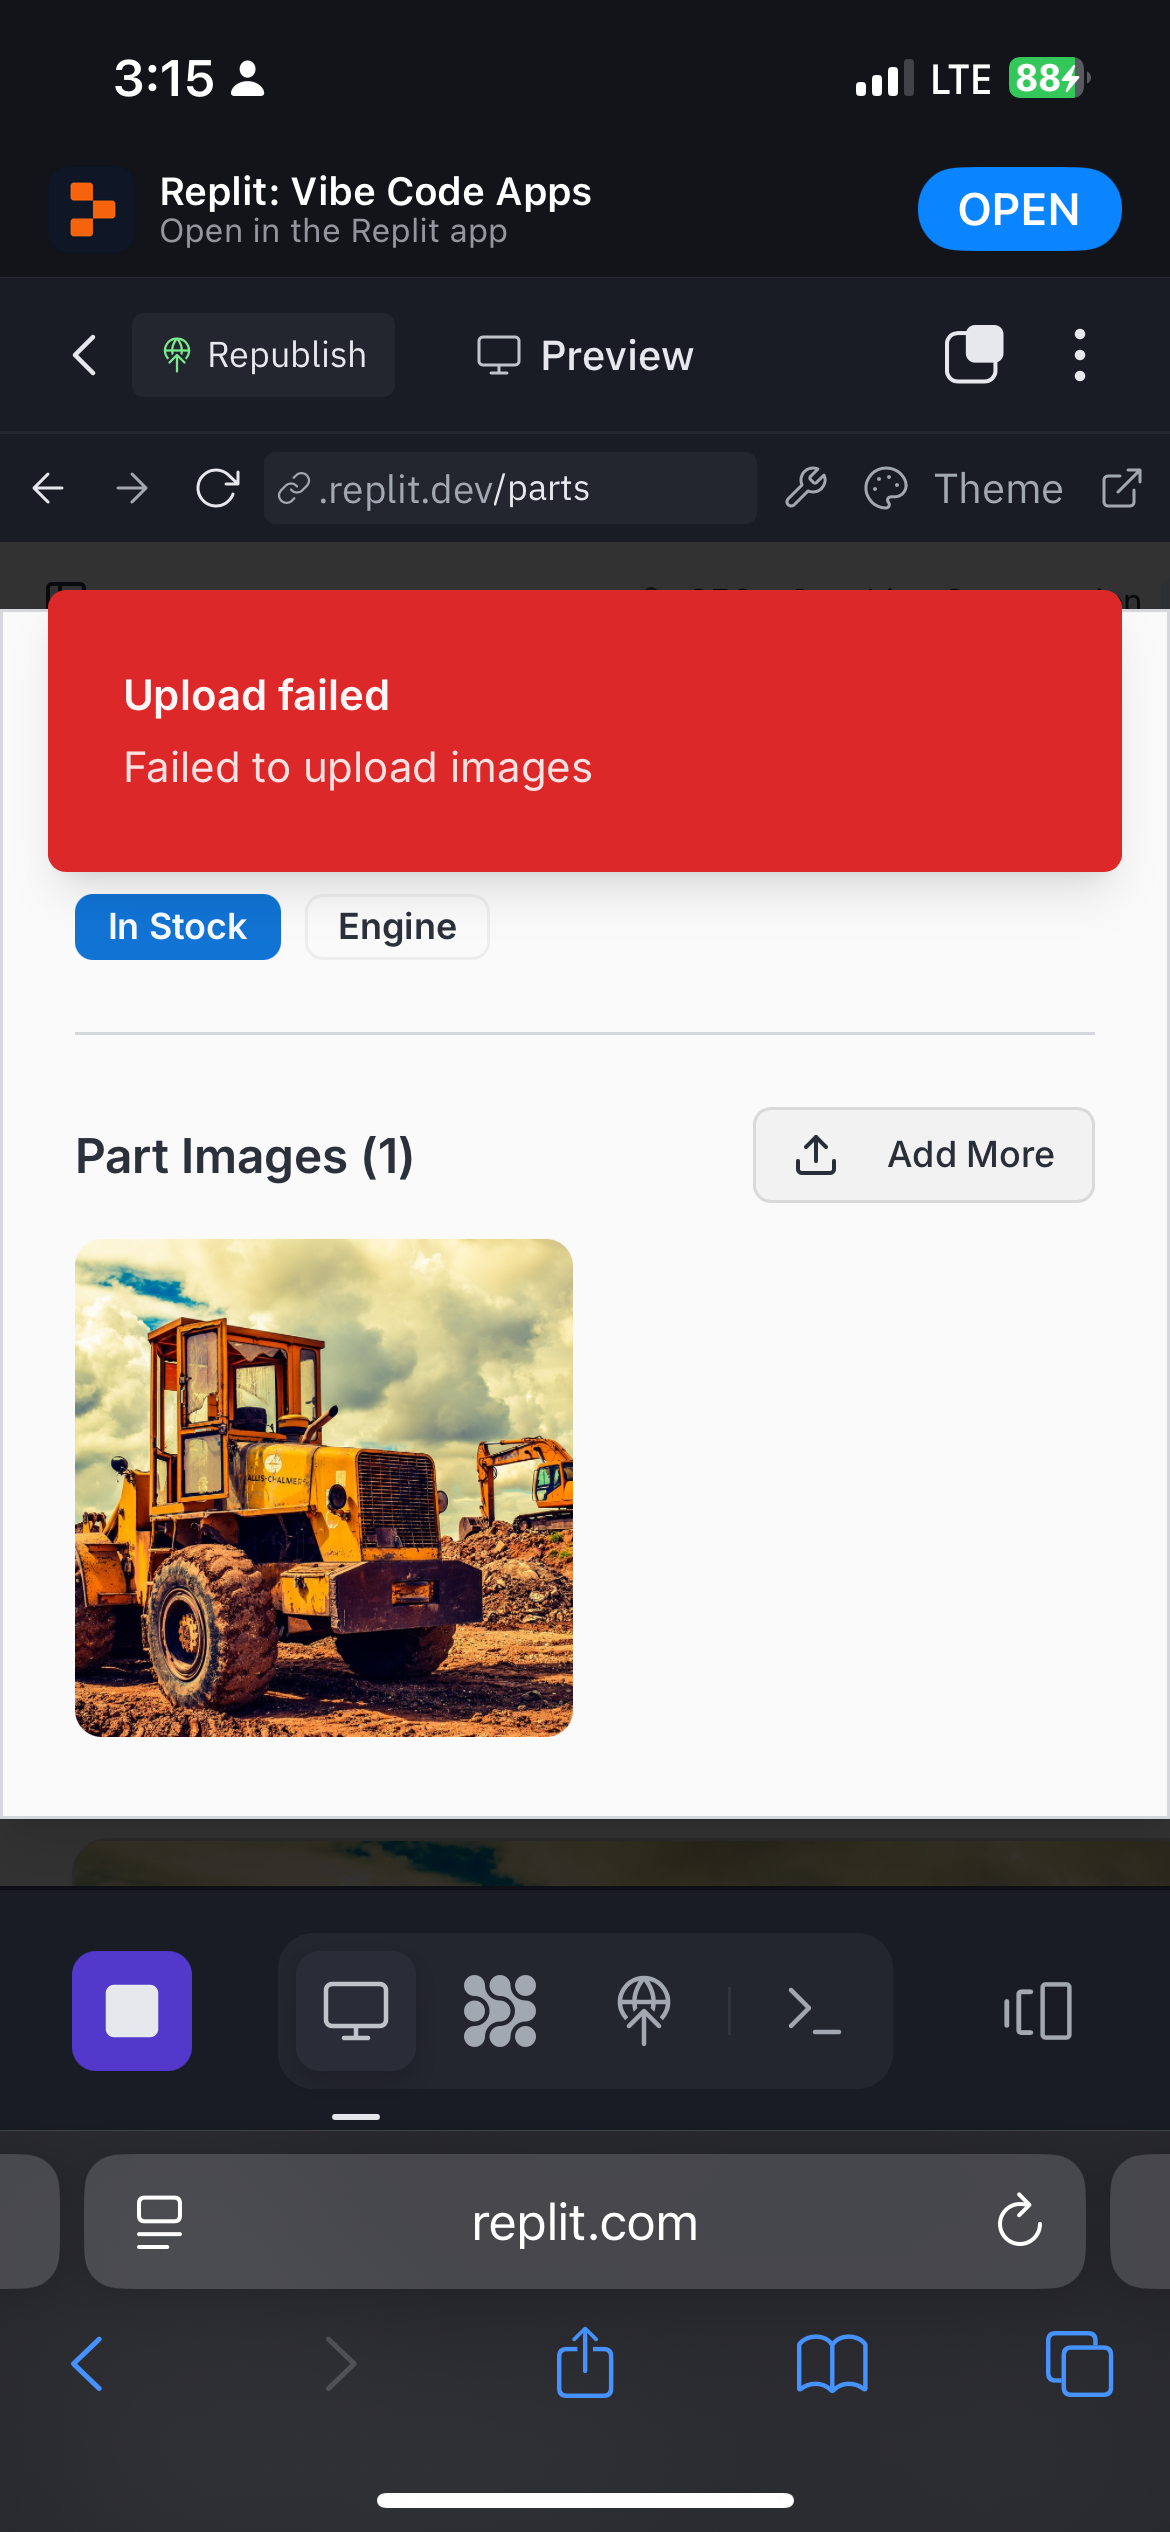 3:15
LTE
88
Replit: Vibe Code Apps
Open in the Replit app
OPEN
Republish
Preview
.replit.dev/parts
Theme
Upload failed
Failed to upload images
In Stock
Engine
Part Images (1)
Add More
ALLIS-CHALMERS
replit.com